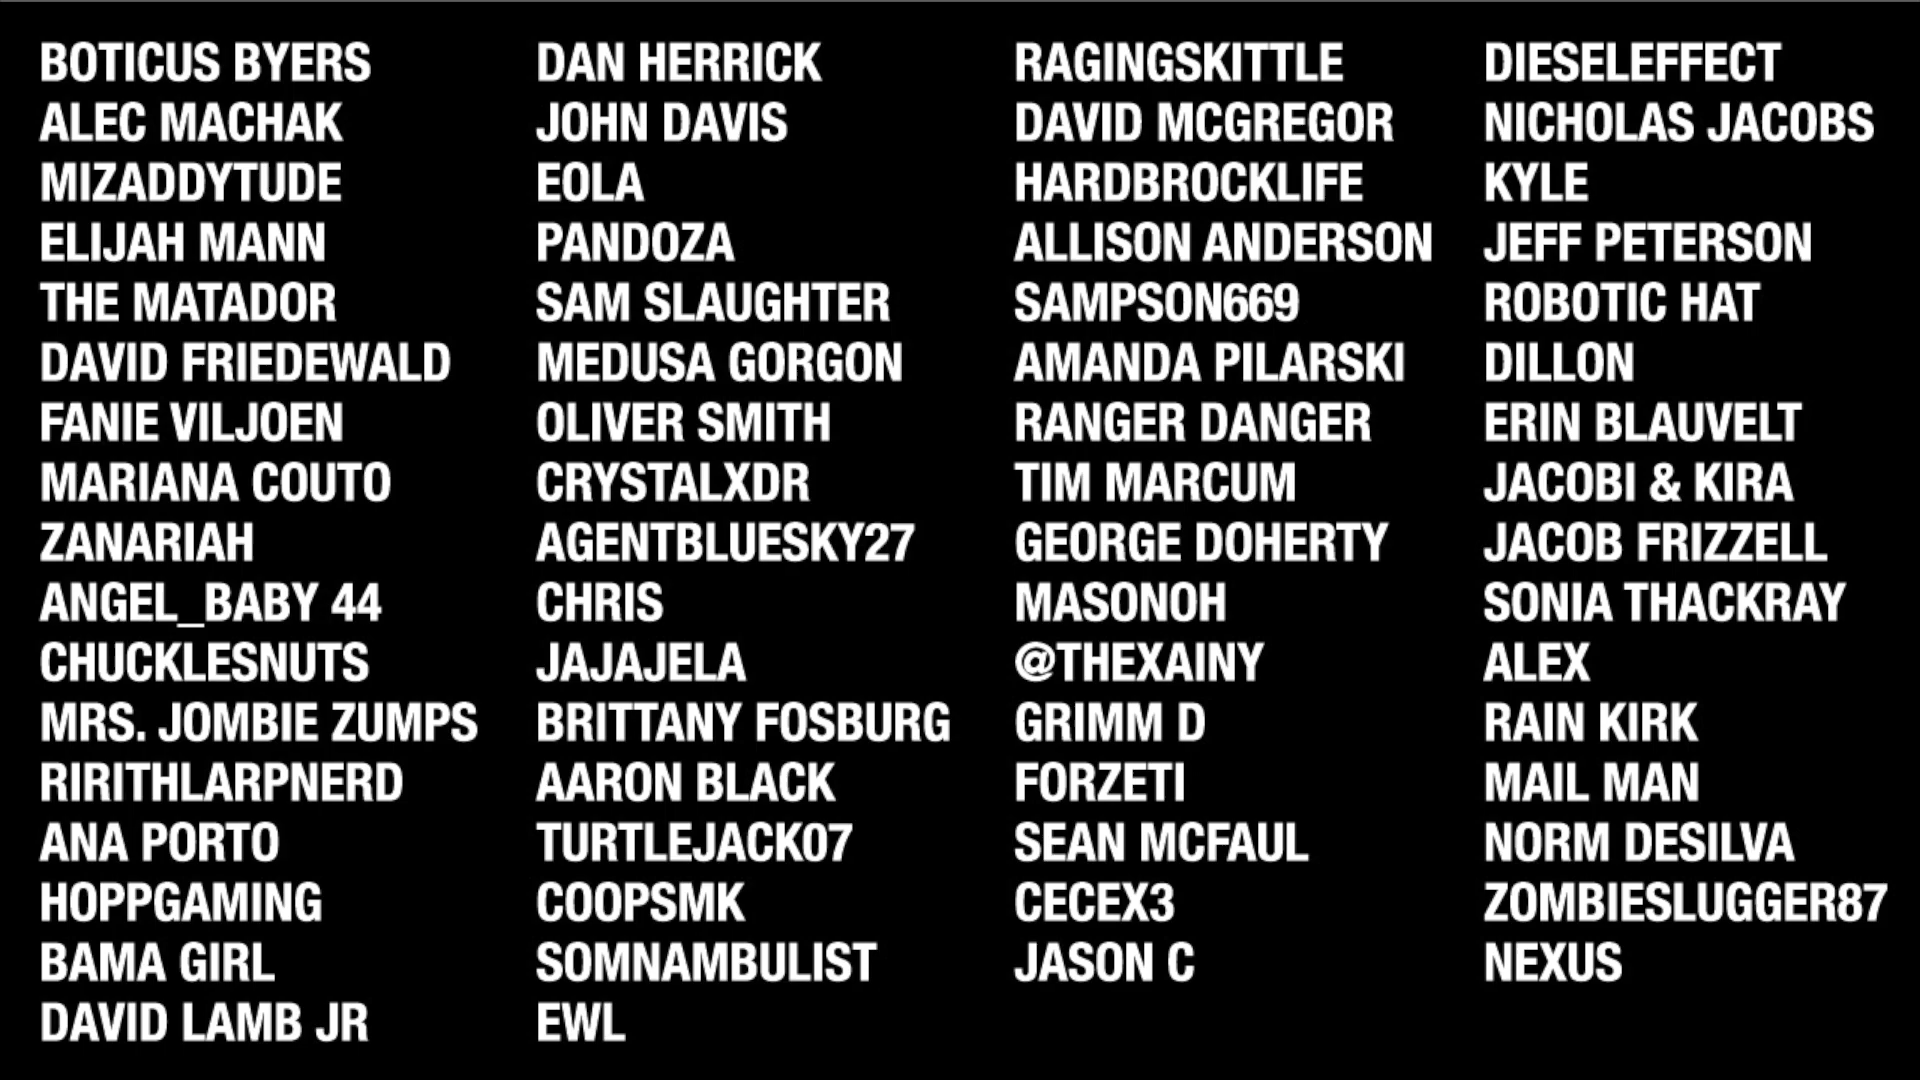 BOTICUS BYERS
ALEC MACHAK
MIZADDYTUDE
ELIJAH MANN
THE MATADOR
DAVID FRIEDEWALD
FANIE VILJOEN
MARIANA COUTO
ZANARIAH
ANGEL_BABY 44
CHUCKLESNUTS
MRS. JOMBIE ZUMPS
RIRITHLARPNERD
ANA PORTO
HOPPGAMING
BAMA GIRL
DAVID LAMB JR
DAN HERRICK
JOHN DAVIS
EOLA
PANDOZA
SAM SLAUGHTER
MEDUSA GORGON
OLIVER SMITH
CRYSTALXDR
AGENTBLUESKY27
CHRIS
JAJAJELA
BRITTANY FOSBURG
AARON BLACK
TURTLEJACK07
COOPSMK
SOMNAMBULIST
EWL
RAGINGSKITTLE
DAVID MCGREGOR
HARDBROCKLIFE
ALLISON ANDERSON
SAMPSON669
AMANDA PILARSKI
RANGER DANGER
TIM MARCUM
GEORGE DOHERTY
MASONOH
@THEXAINY
GRIMM D
FORZETI
SEAN MCFAUL
CECEX3
JASON C
DIESELEFFECT
NICHOLAS JACOBS
KYLE
JEFF PETERSON
ROBOTIC HAT
DILLON
ERIN BLAUVELT
JACOBI & KIRA
JACOB FRIZZELL
SONIA THACKRAY
ALEX
RAIN KIRK
MAIL MAN
NORM DESILVA
ZOMBIESLUGGER87
NEXUS